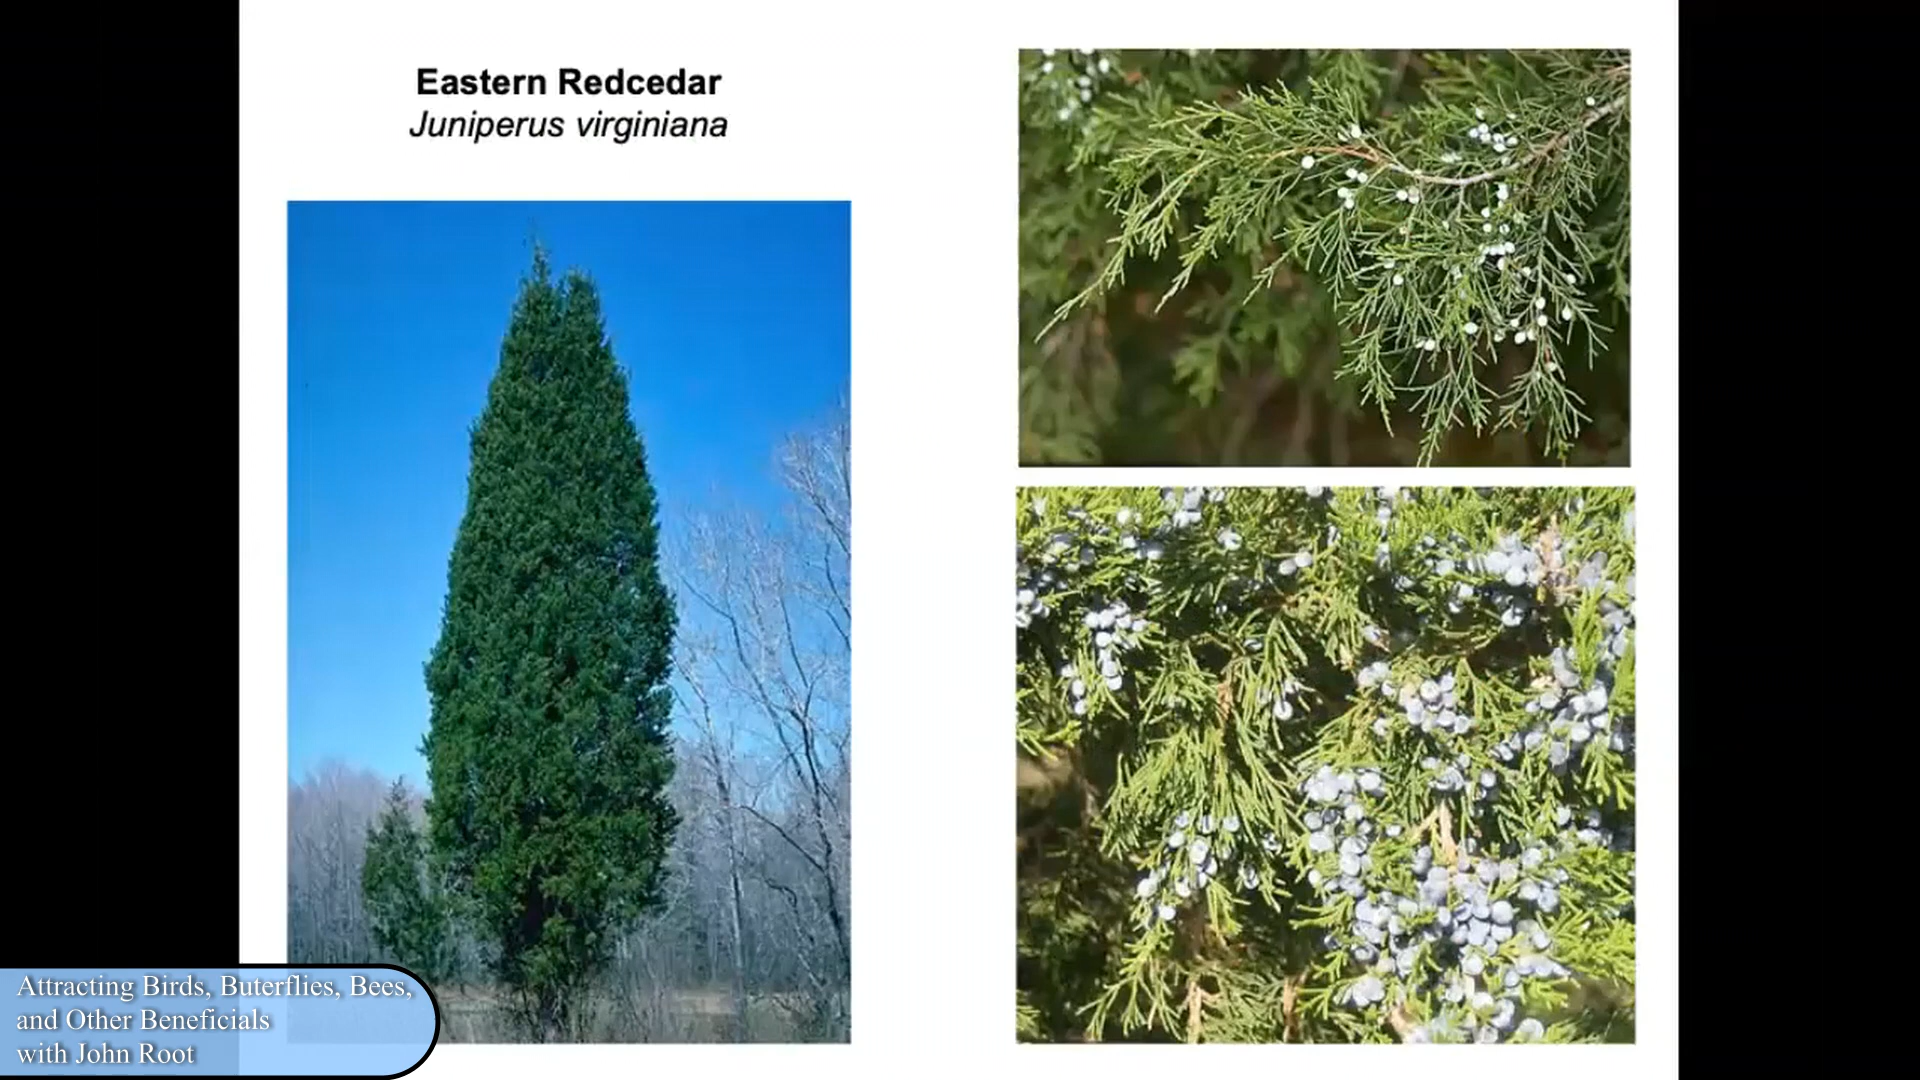 Eastern Redcedar
Juniperus virginiana
Attracting Birds, Buterflies, Bees,
and Other Beneficials
with John Root